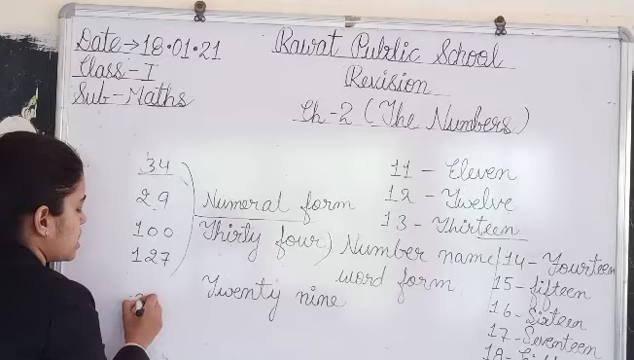 Date→18•01•21
Class-I
Sub-Maths
Rawat Public School
Revision
Ch-2 (The Numbers)
34
29
100
127
Numeral form
Thirty four) Number name/
word form
Twenty nine
11 - Eleven
12 - Twelve
13 - Thirteen
14 - Fourteen
15 - fifteen
16 - Sixteen
17 - Seventeen
18 -